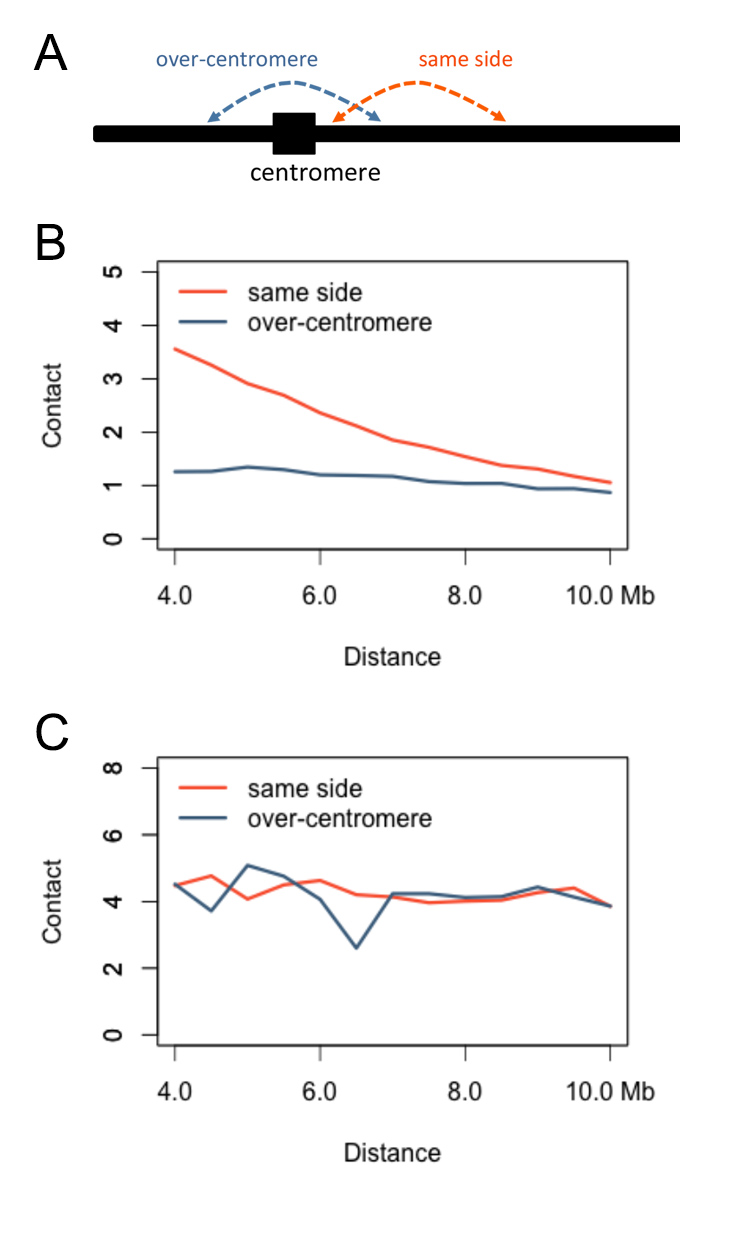 A
over-centromere same side
centromere
B
5
4
3
2
1
0
Contact
same side
over-centromere
4.0 6.0 8.0 10.0 Mb
Distance
C
8
6
4
2
0
Contact
same side
over-centromere
4.0 6.0 8.0 10.0 Mb
Distance